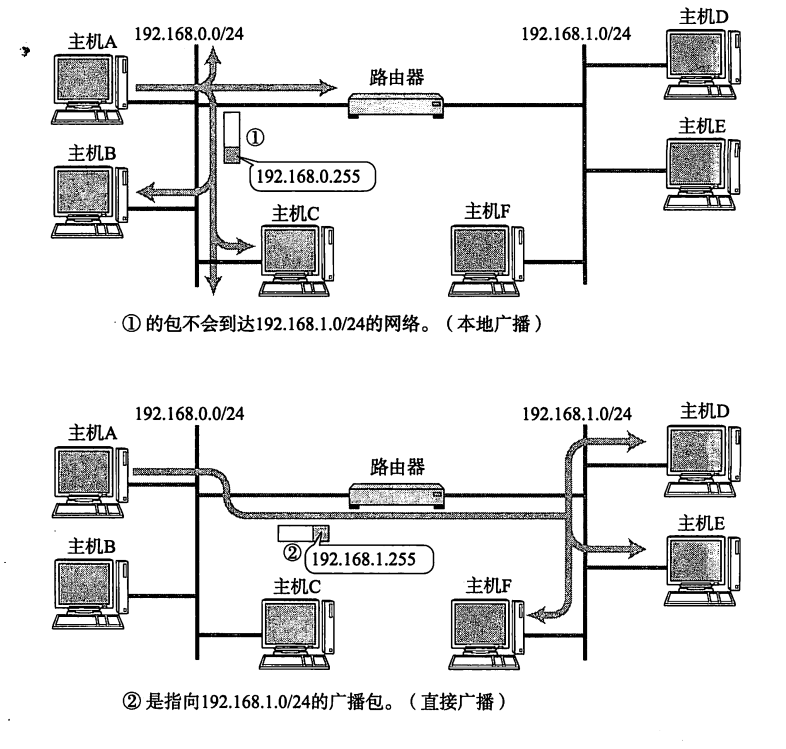 主机A
192.168.0.0/24
192.168.1.0/24
主机D
路由器
主机B
①
192.168.0.255
主机E
主机C
主机F
①的包不会到达192.168.1.0/24的网络。（本地广播）
192.168.0.0/24
192.168.1.0/24
主机D
主机A
路由器
主机B
②
192.168.1.255
主机E
主机C
主机F
②是指向192.168.1.0/24的广播包。（直接广播）